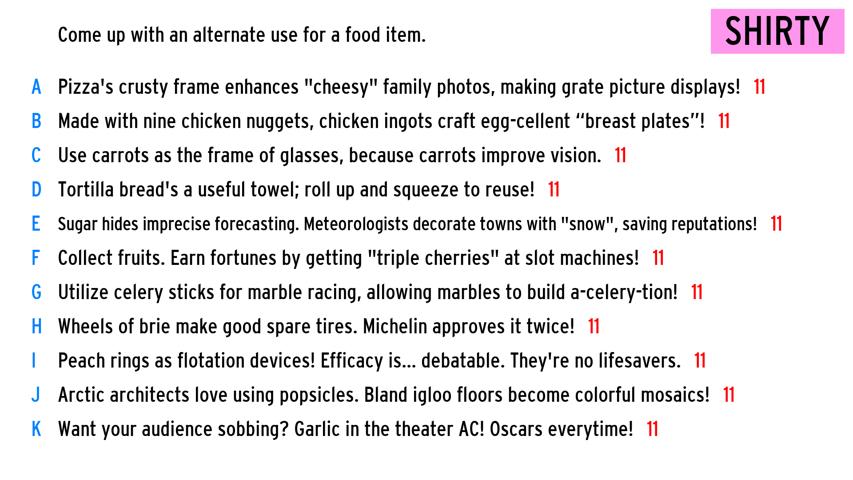 Come up with an alternate use for a food item.
SHIRTY
A Pizza's crusty frame enhances "cheesy" family photos, making grate picture displays! 11
B Made with nine chicken nuggets, chicken ingots craft egg-cellent “breast plates”! 11
C Use carrots as the frame of glasses, because carrots improve vision. 11
D Tortilla bread's a useful towel; roll up and squeeze to reuse! 11
E Sugar hides imprecise forecasting. Meteorologists decorate towns with "snow", saving reputations! 11
F Collect fruits. Earn fortunes by getting "triple cherries" at slot machines! 11
G Utilize celery sticks for marble racing, allowing marbles to build a-celery-tion! 11
H Wheels of brie make good spare tires. Michelin approves it twice! 11
I Peach rings as flotation devices! Efficacy is... debatable. They're no lifesavers. 11
J Arctic architects love using popsicles. Bland igloo floors become colorful mosaics! 11
K Want your audience sobbing? Garlic in the theater AC! Oscars everytime! 11